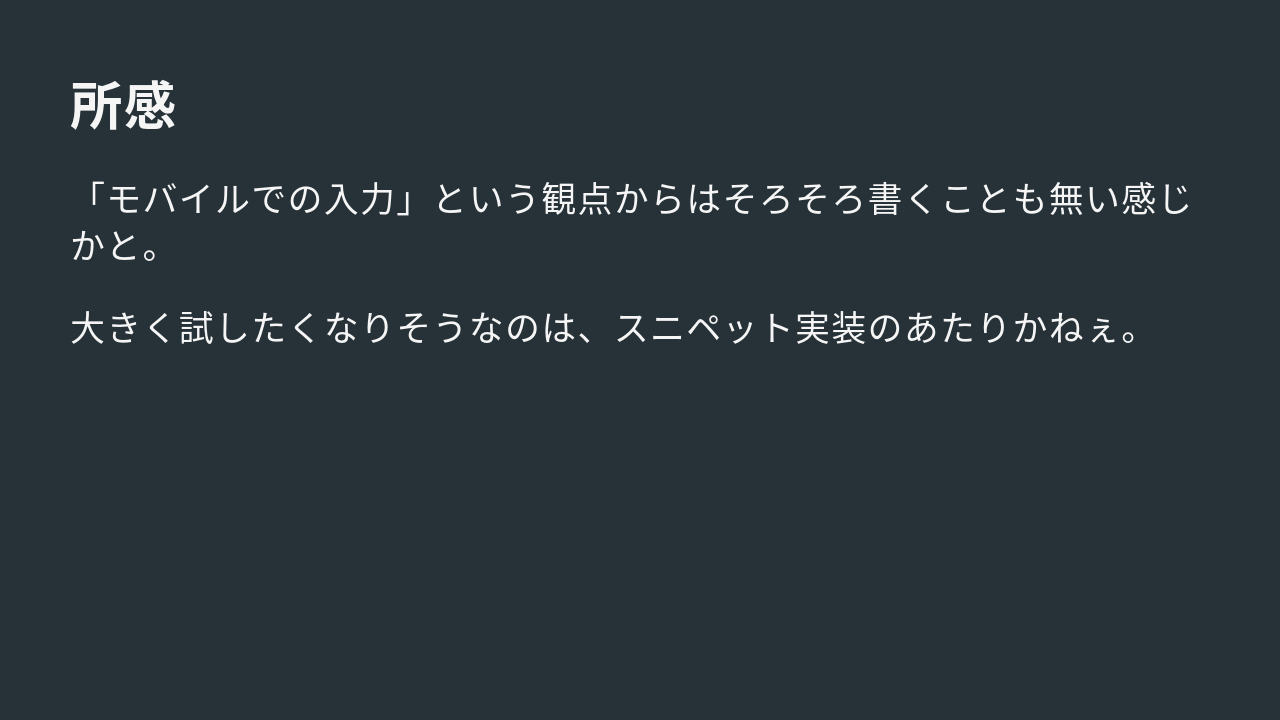 所感
「モバイルでの入力」という観点からはそろそろ書くことも無い感じ
かと。
大きく試したくなりそうなのは、スニペット実装のあたりかねぇ。